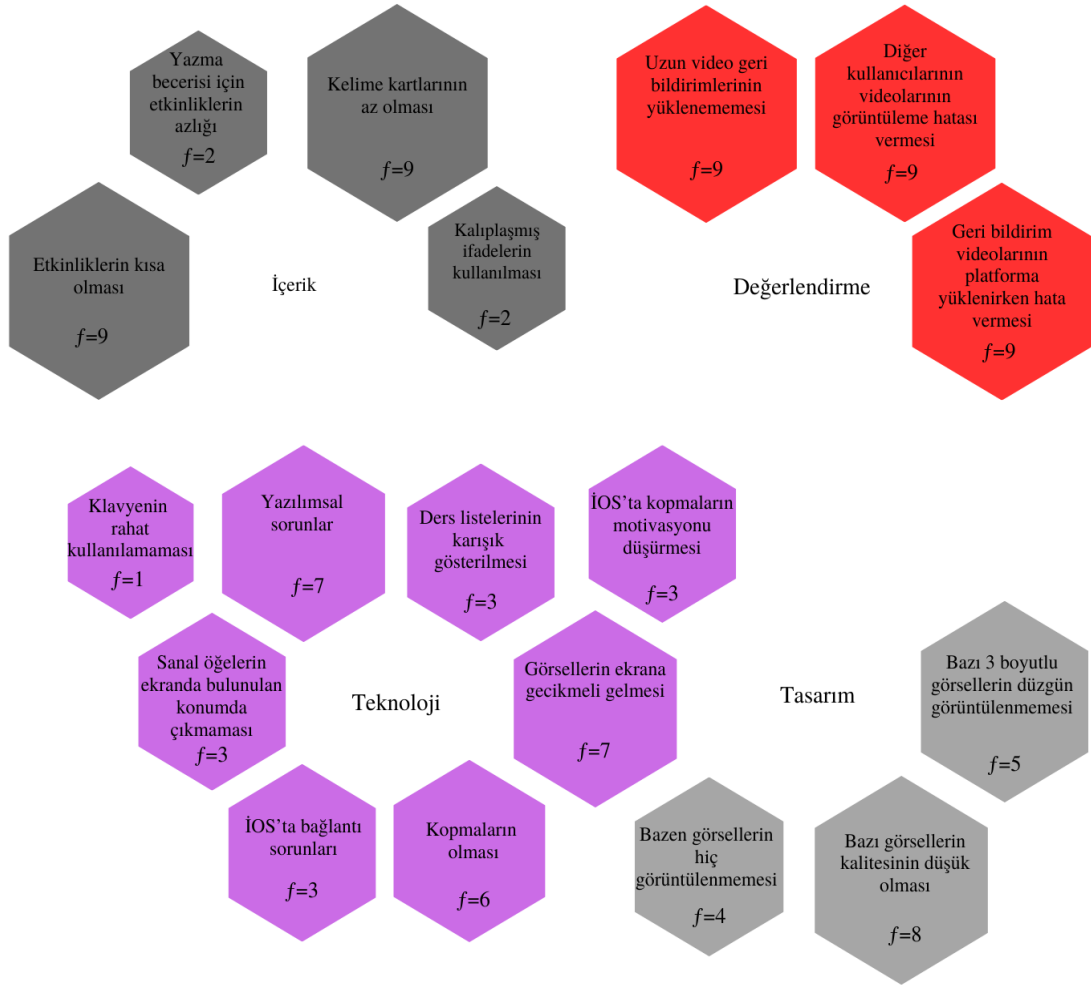 Yazma
becerisi için
etkinliklerin
azlığı
ƒ=2
Kelime kartlarının
az olması
ƒ=9
Etkinliklerin kısa
olması
ƒ=9
Kalıplaşmış
ifadelerin
kullanılması
ƒ=2
İçerik
Uzun video geri
bildirimlerinin
yüklenememesi
ƒ=9
Diğer
kullanıcılarının
videolarının
görüntüleme hatası
vermesi
ƒ=9
Geri bildirim
videolarının
platforma
yüklenirken hata
vermesi
ƒ=9
Değerlendirme
Klavyenin
rahat
kullanılamaması
ƒ=1
Yazılımsal
sorunlar
ƒ=7
Ders listelerinin
karışık
gösterilmesi
ƒ=3
İOS’ta kopmaların
motivasyonu
düşürmesi
ƒ=3
Sanal öğelerin
ekranda bulunulan
konumda
çıkmaması
ƒ=3
Teknoloji
Görsellerin ekrana
gecikmeli gelmesi
ƒ=7
İOS’ta bağlantı
sorunları
ƒ=3
Kopmaların
olması
ƒ=6
Tasarım
Bazı 3 boyutlu
görsellerin düzgün
görüntülenmemesi
ƒ=5
Bazen görsellerin
hiç
görüntülenmemesi
ƒ=4
Bazı görsellerin
kalitesinin düşük
olması
ƒ=8